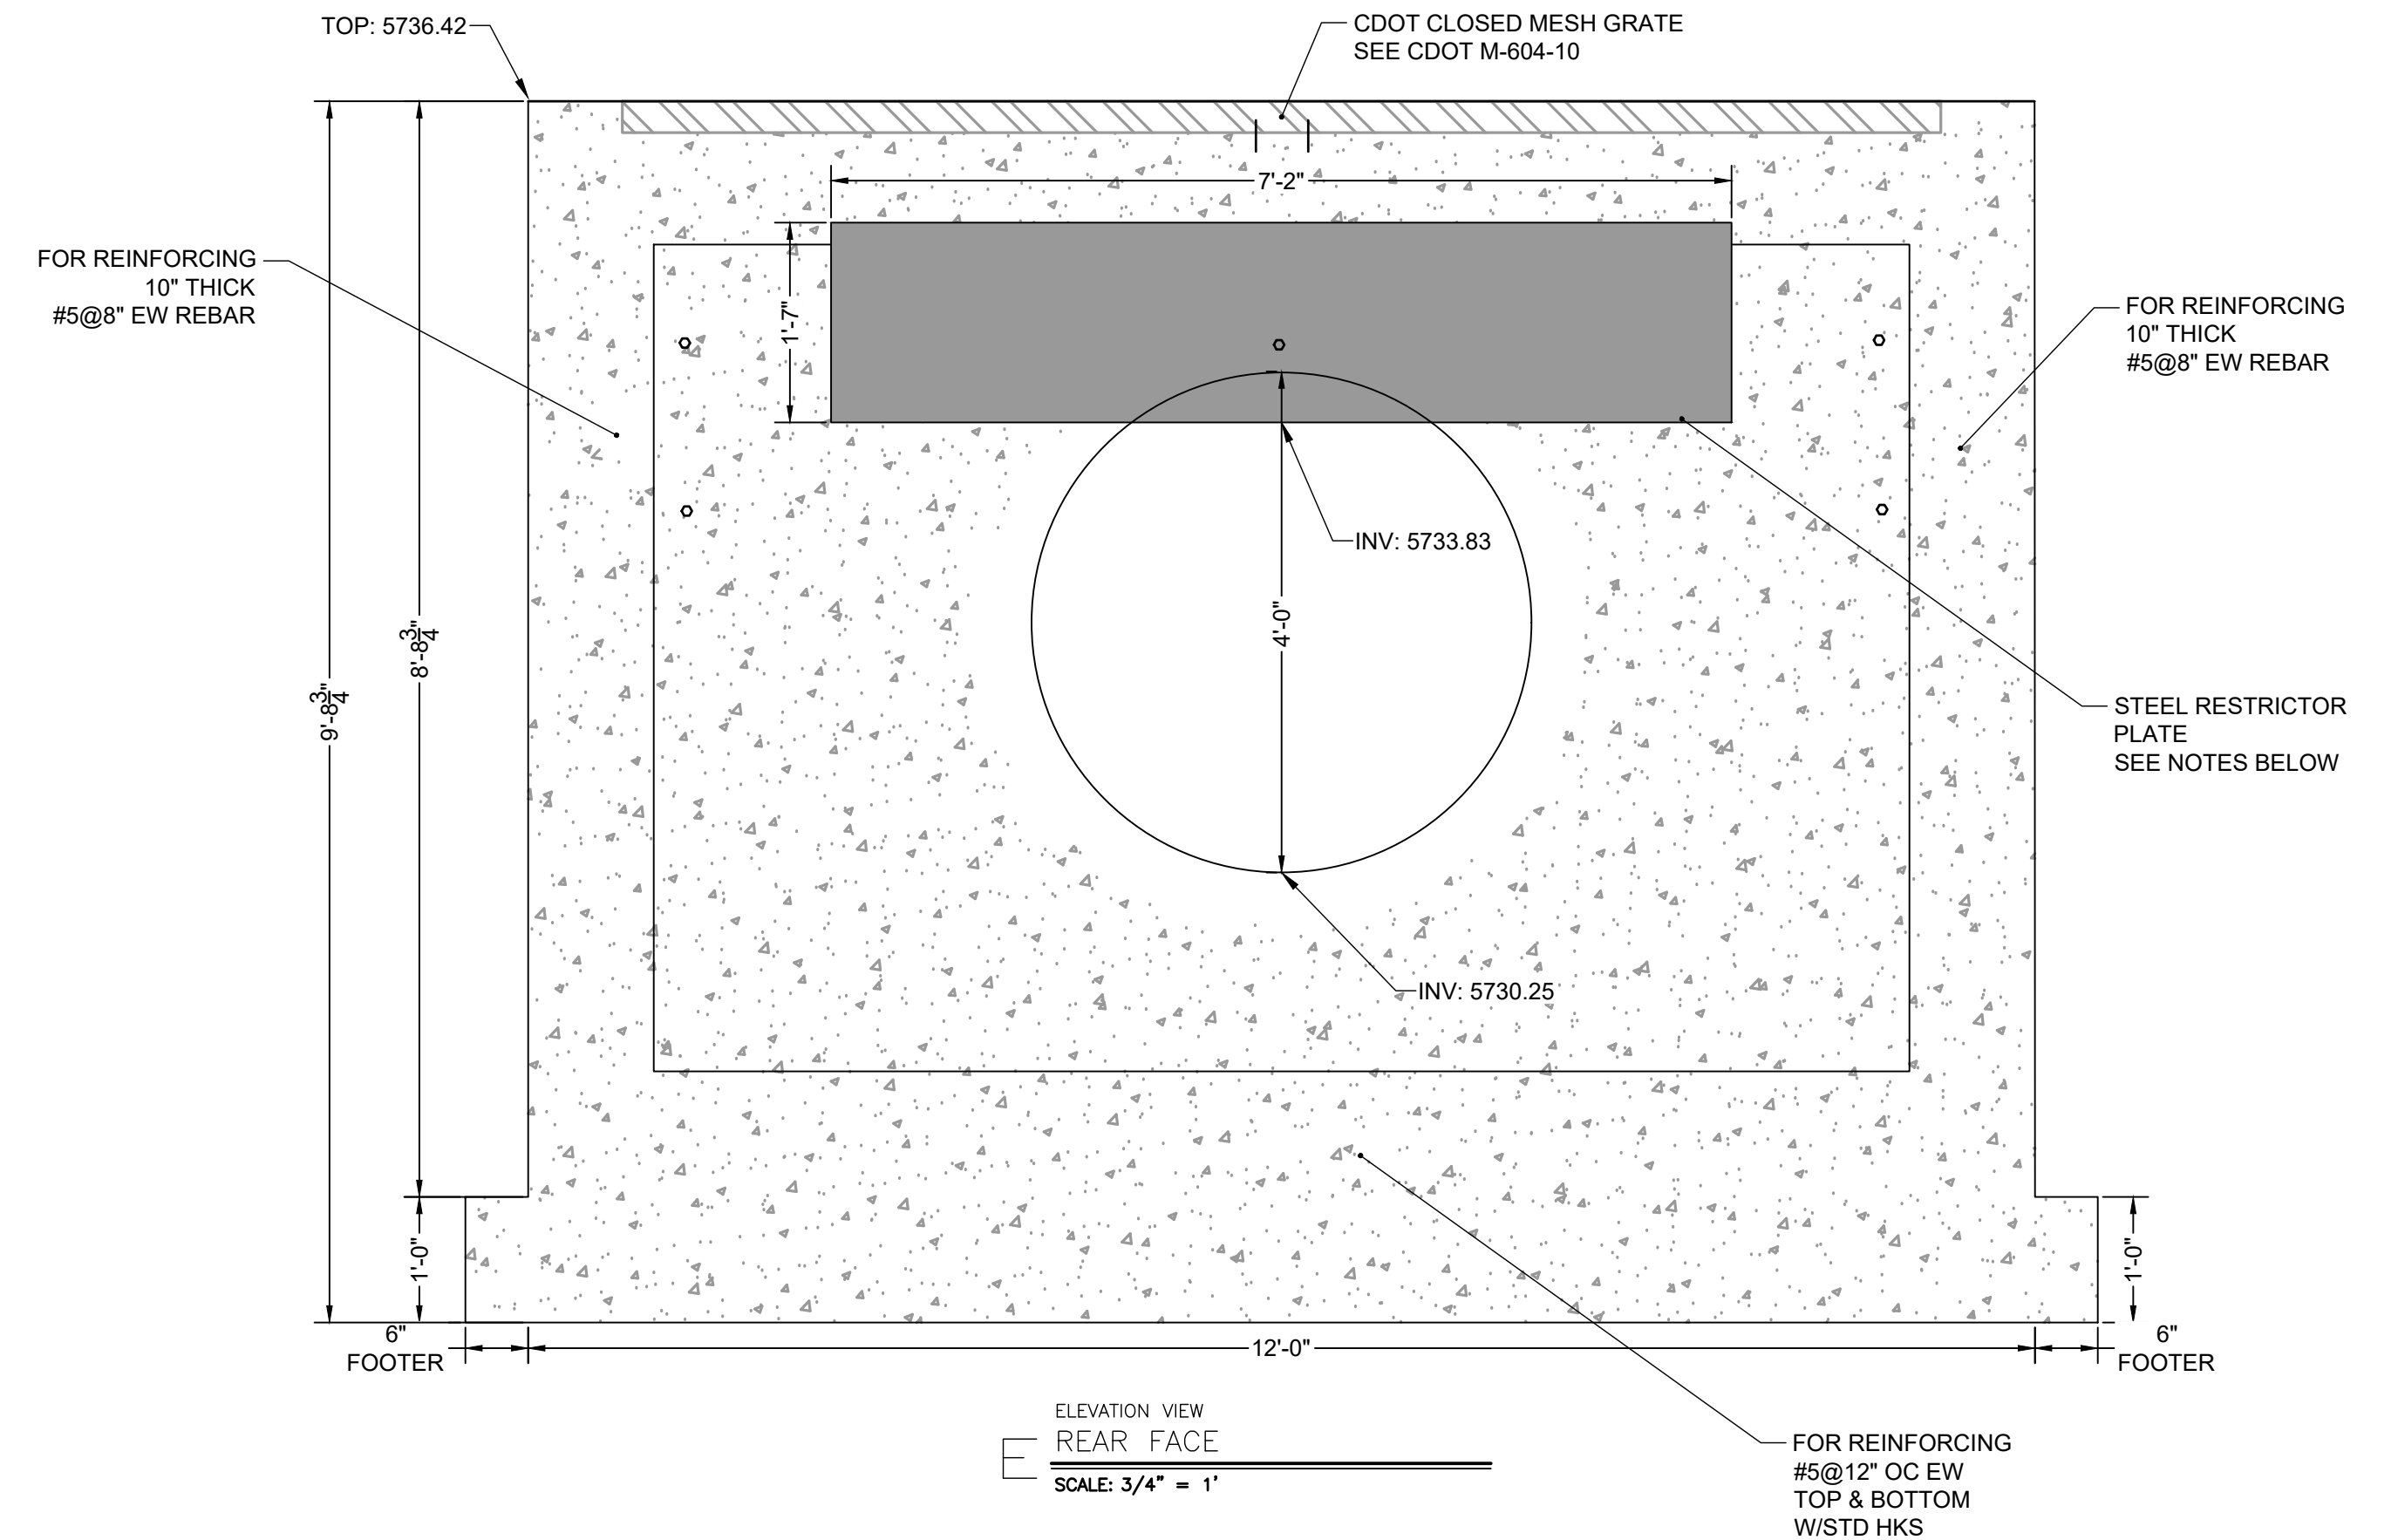 TOP: 5736.42
CDOT CLOSED MESH GRATE
SEE CDOT M-604-10
7'-2"
FOR REINFORCING
10" THICK
#5@8" EW REBAR
1'-7"
FOR REINFORCING
10" THICK
#5@8" EW REBAR
INV: 5733.83
4'-0"
8'-8 3/4"
9'-8 3/4"
STEEL RESTRICTOR
PLATE
SEE NOTES BELOW
INV: 5730.25
1'-0"
1'-0"
6"
FOOTER
12'-0"
6"
FOOTER
ELEVATION VIEW
E REAR FACE
SCALE: 3/4" = 1'
FOR REINFORCING
#5@12" OC EW
TOP & BOTTOM
W/STD HKS